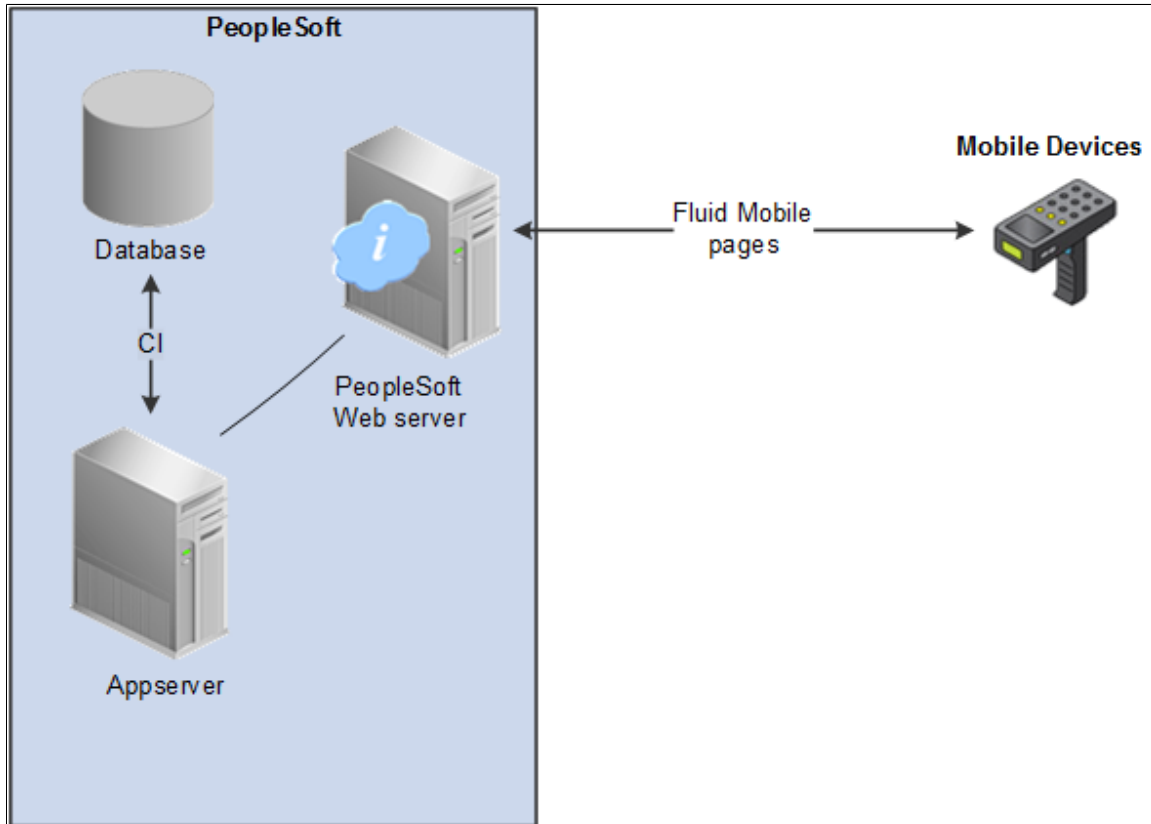 PeopleSoft
Database
CI
Appserver
i
PeopleSoft
Web server
Fluid Mobile
pages
Mobile Devices